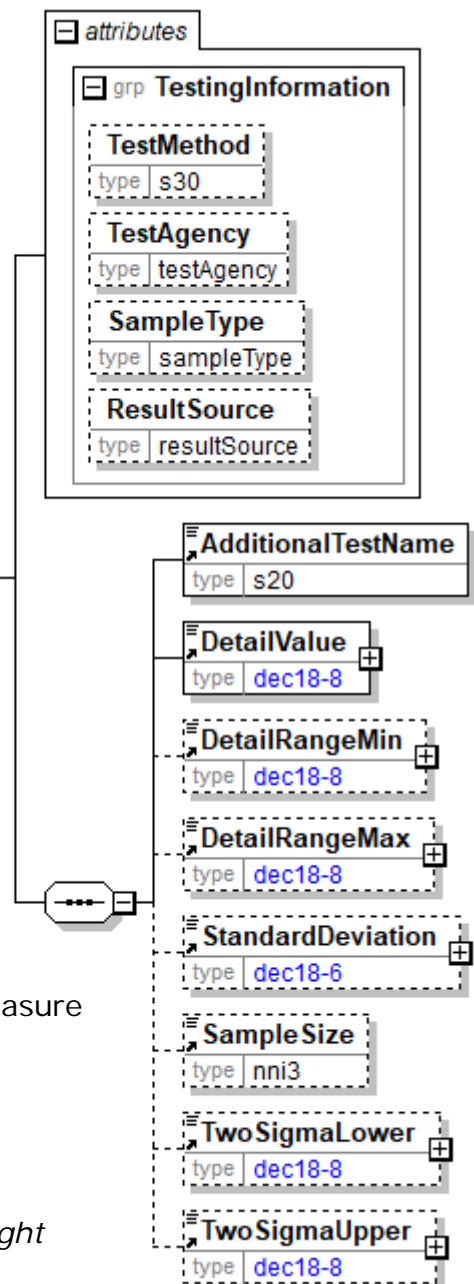 attributes
grp TestingInformation
TestMethod
type s30
TestAgency
type testAgency
SampleType
type sampleType
ResultSource
type resultSource
AdditionalTestName
type s20
DetailValue
type dec18-8
DetailRangeMin
type dec18-8
DetailRangeMax
type dec18-8
StandardDeviation
type dec18-6
asure
SampleSize
type nni3
TwoSigmaLower
type dec18-8
ght
TwoSigmaUpper
type dec18-8